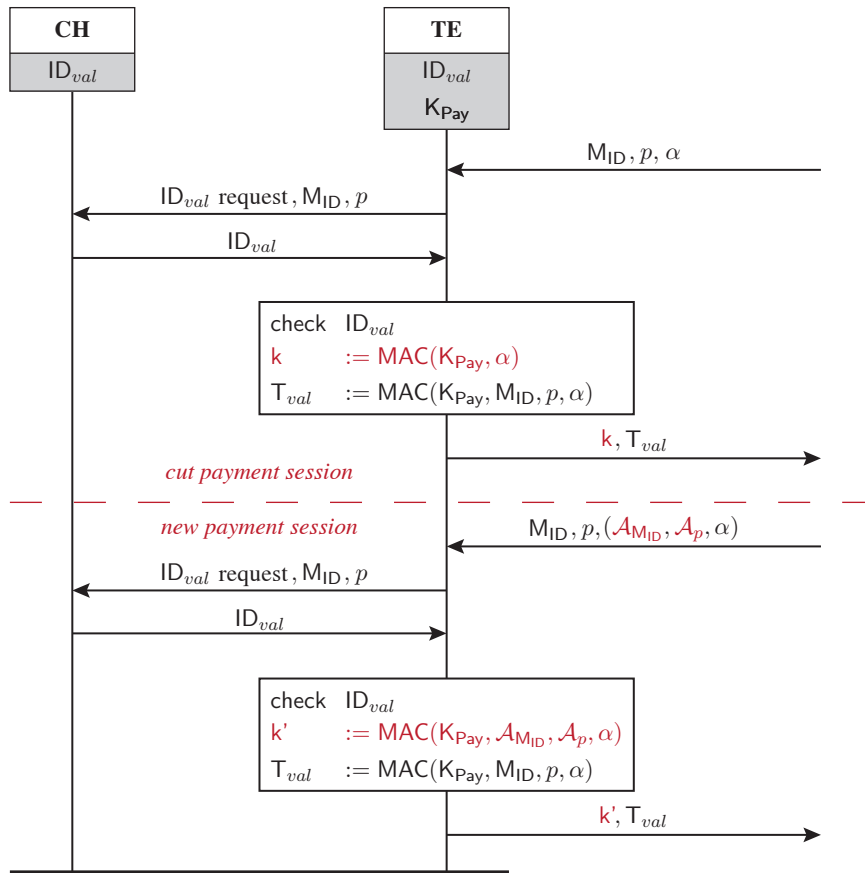 CH TE
ID_val ID_val
K_Pay
M_ID, p, α
ID_val request, M_ID, p
ID_val
check ID_val
k := MAC(K_Pay, α)
T_val := MAC(K_Pay, M_ID, p, α)
k, T_val
cut payment session
new payment session
M_ID, p,(𝒜_M_ID, 𝒜_p, α)
ID_val request, M_ID, p
ID_val
check ID_val
k' := MAC(K_Pay, 𝒜_M_ID, 𝒜_p, α)
T_val := MAC(K_Pay, M_ID, p, α)
k', T_val